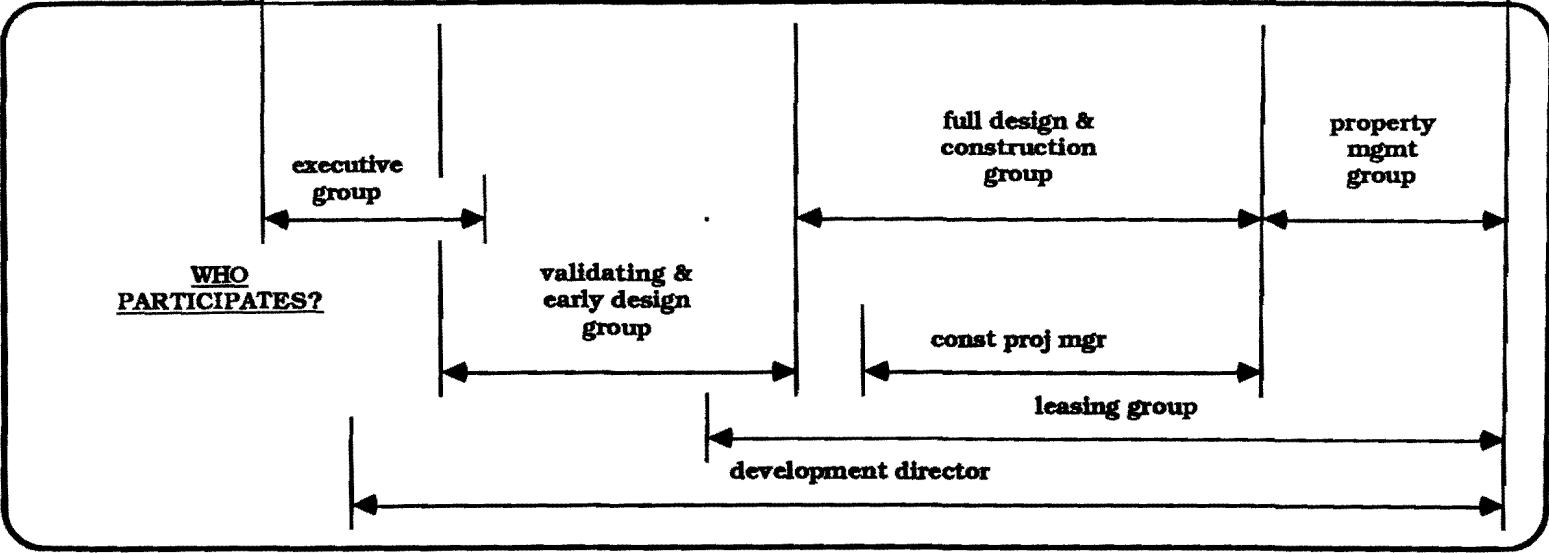 executive
group
full design &
construction
group
property
mgmt
group
WHO
PARTICIPATES?
validating &
early design
group
const proj mgr
leasing group
development director